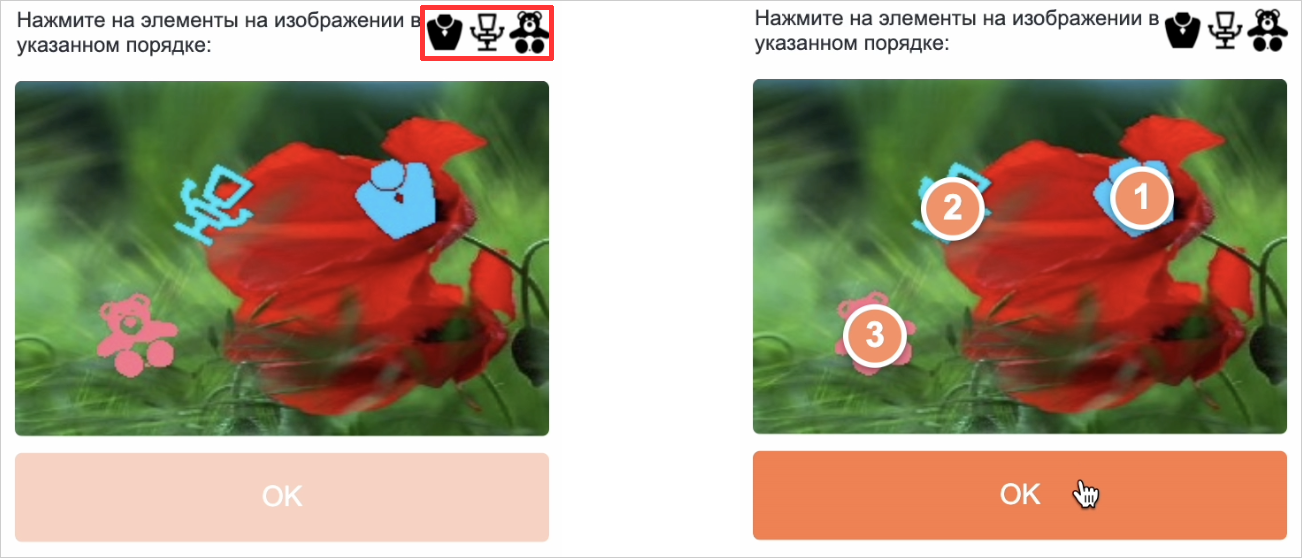 Нажмите на элементы на изображении в
указанном порядке:
OK
Нажмите на элементы на изображении в
указанном порядке:
2
1
3
OK